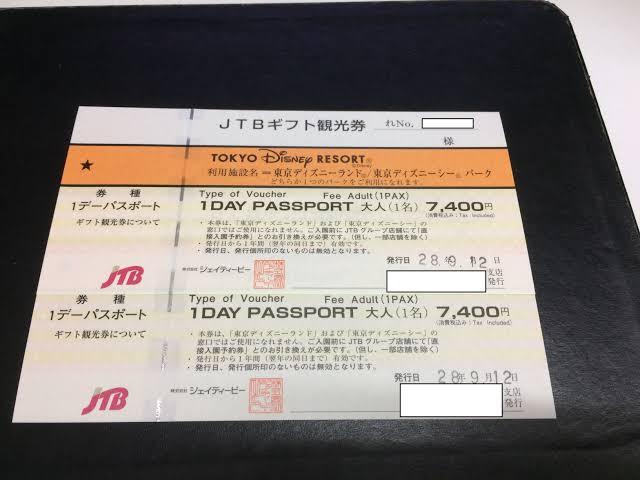 JTBギフト観光券 れNo.
様
★ TOKYO Disney RESORT® ©Disney
利用施設名 = 東京ディズニーランド®/東京ディズニーシー® パーク
どちらか1つのパークをご利用になれます。
券種
1デーパスポート
ギフト観光券について
JTB
Type of Voucher Fee Adult(1PAX)
1DAY PASSPORT 大人(1名) 7,400円
(消費税込み:Tax Included)
・本券は、「東京ディズニーランド」および「東京ディズニーシー」の
窓口ではご使用になれません。ご入園前にJTBグループ店舗にて「直
接入園予約券」とのお引き換えが必要です。(但し、一部店舗を除く)
・発行日から1年間(翌年の同日まで)有効です。
・発行日、発行個所印のないものは無効となります。
発行日 28.9.12日
株式会社 ジェイティービー
支店
発行
券種
1デーパスポート
ギフト観光券について
JTB
Type of Voucher Fee Adult(1PAX)
1DAY PASSPORT 大人(1名) 7,400円
(消費税込み:Tax Included)
・本券は、「東京ディズニーランド」および「東京ディズニーシー」の
窓口ではご使用になれません。ご入園前にJTBグループ店舗にて「直
接入園予約券」とのお引き換えが必要です。(但し、一部店舗を除く)
・発行日から1年間(翌年の同日まで)有効です。
・発行日、発行個所印のないものは無効となります。
発行日 28年9月12日
株式会社 ジェイティービー
支店
発行